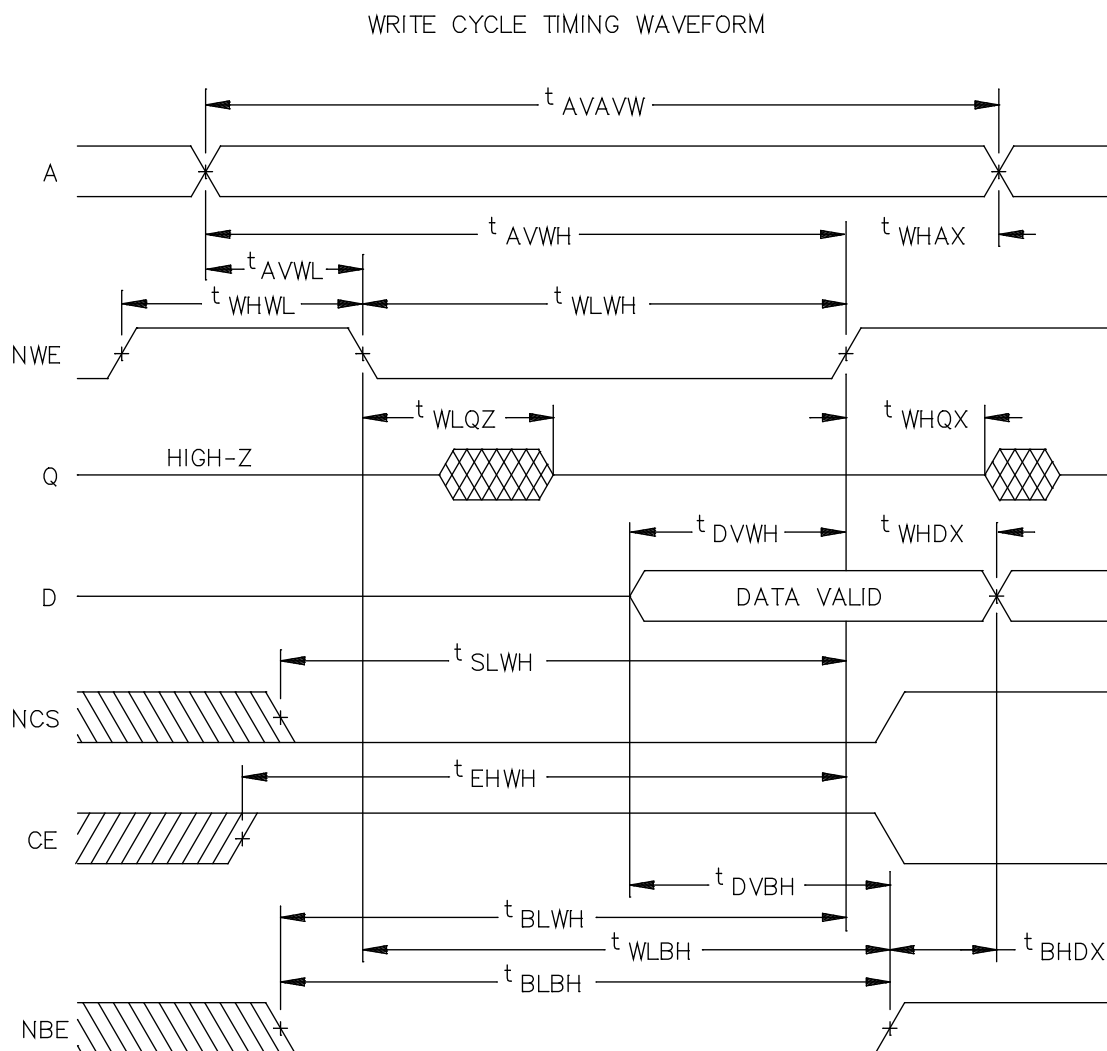 WRITE CYCLE TIMING WAVEFORM
t AVAVW
A
t AVWH
t WHAX
t AVWL
t WHWL
t WLWH
NWE
t WLQZ
t WHQX
HIGH-Z
Q
t DVWH
t WHDX
D
DATA VALID
t SLWH
NCS
t EHWH
CE
t DVBH
t BLWH
t WLBH
t BHDX
t BLBH
NBE